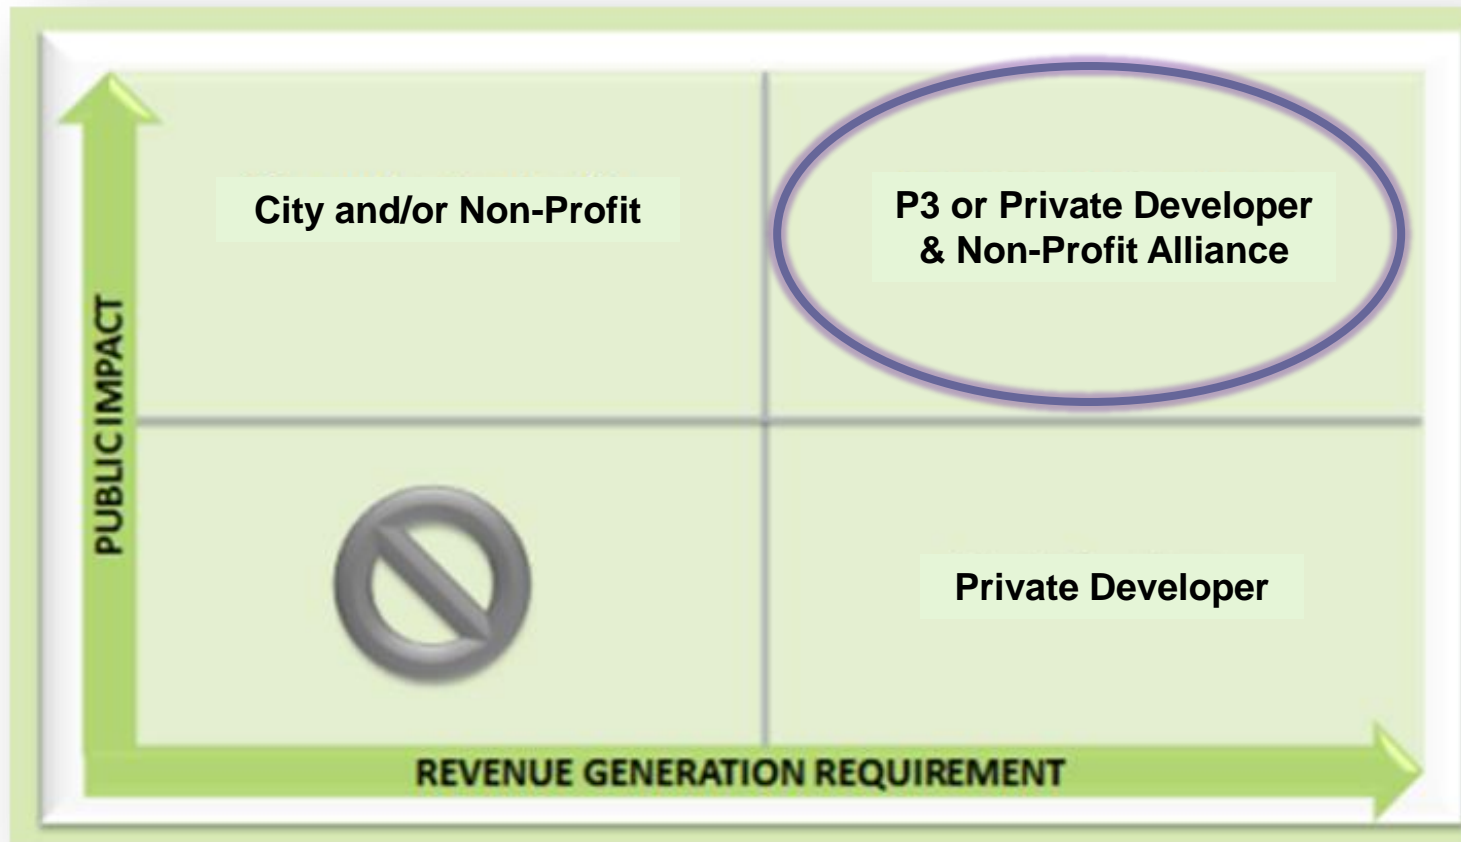 City and/or Non-Profit
P3 or Private Developer
& Non-Profit Alliance
PUBLIC IMPACT
Private Developer
REVENUE GENERATION REQUIREMENT